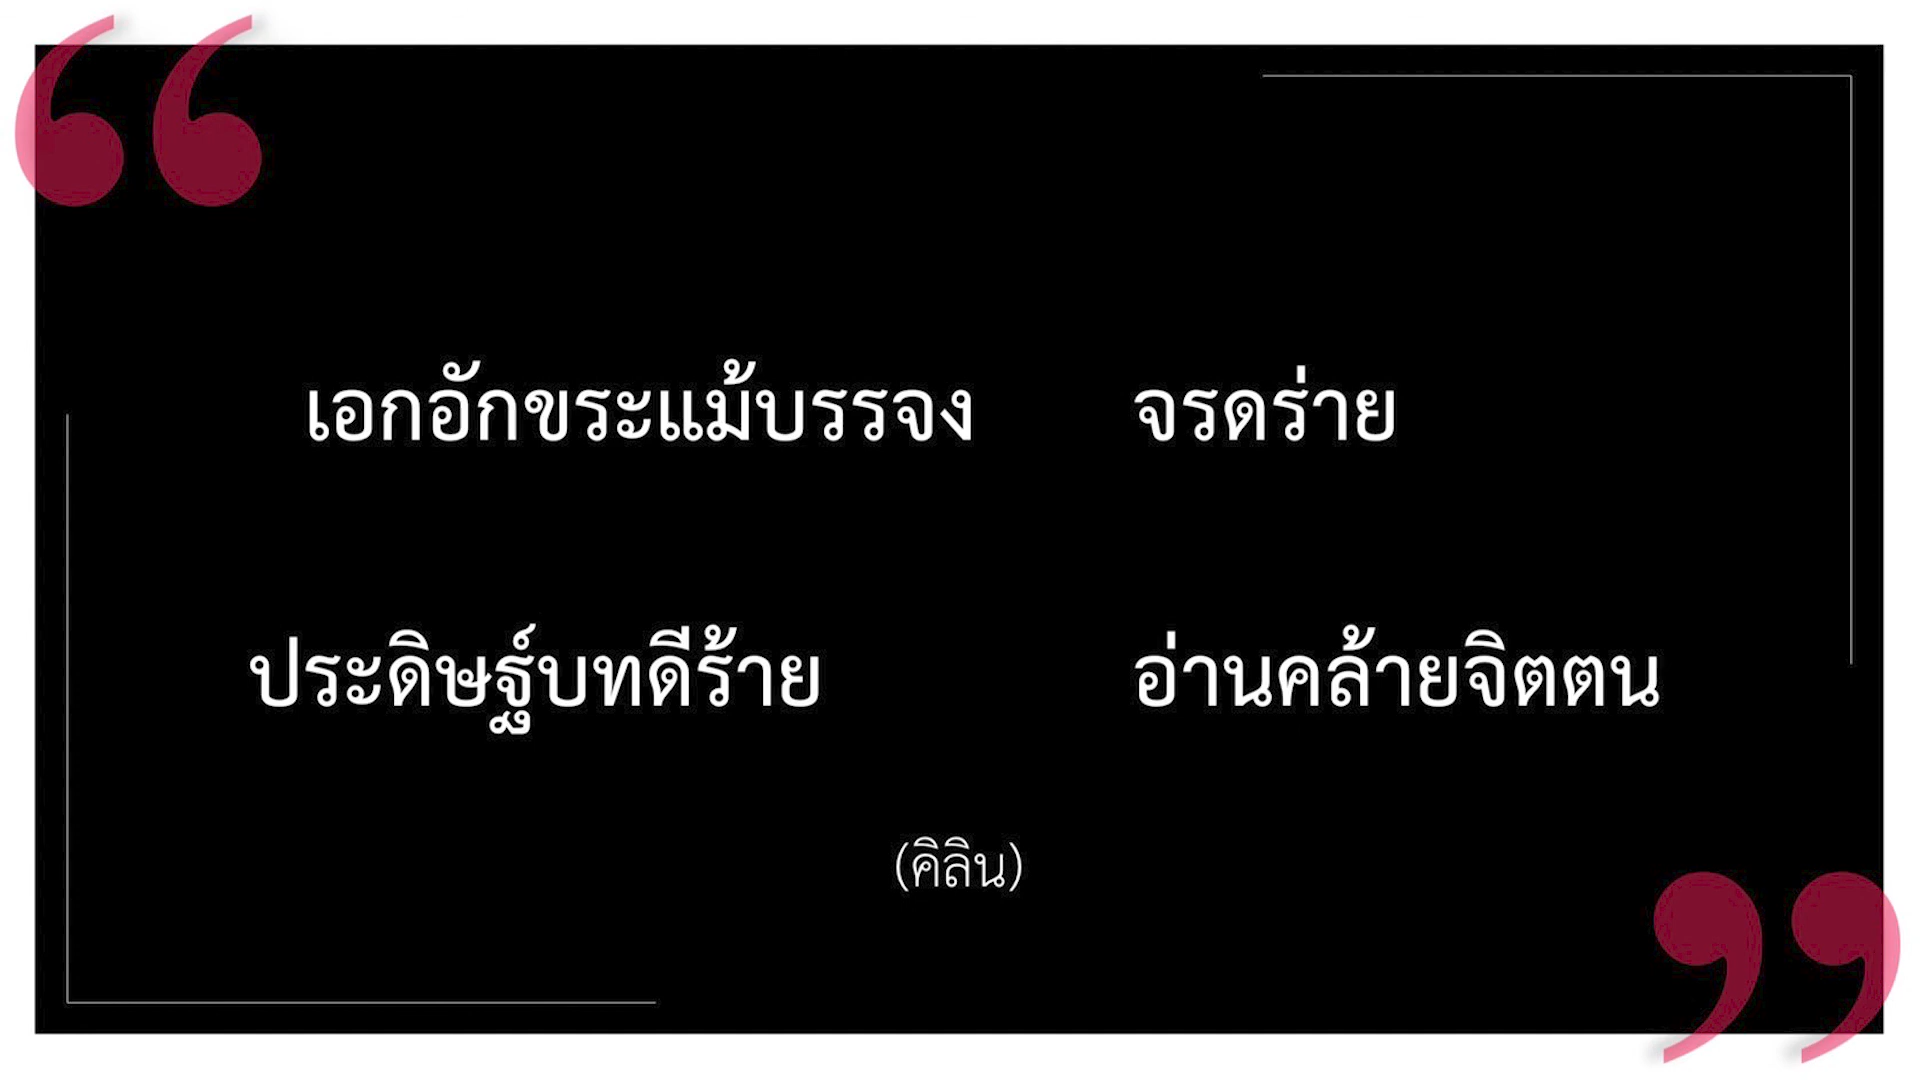 เอกอักขระแม้บรรจง จรดร่าย
ประดิษฐ์บทดีร้าย อ่านคล้ายจิตตน
(คิลิน)